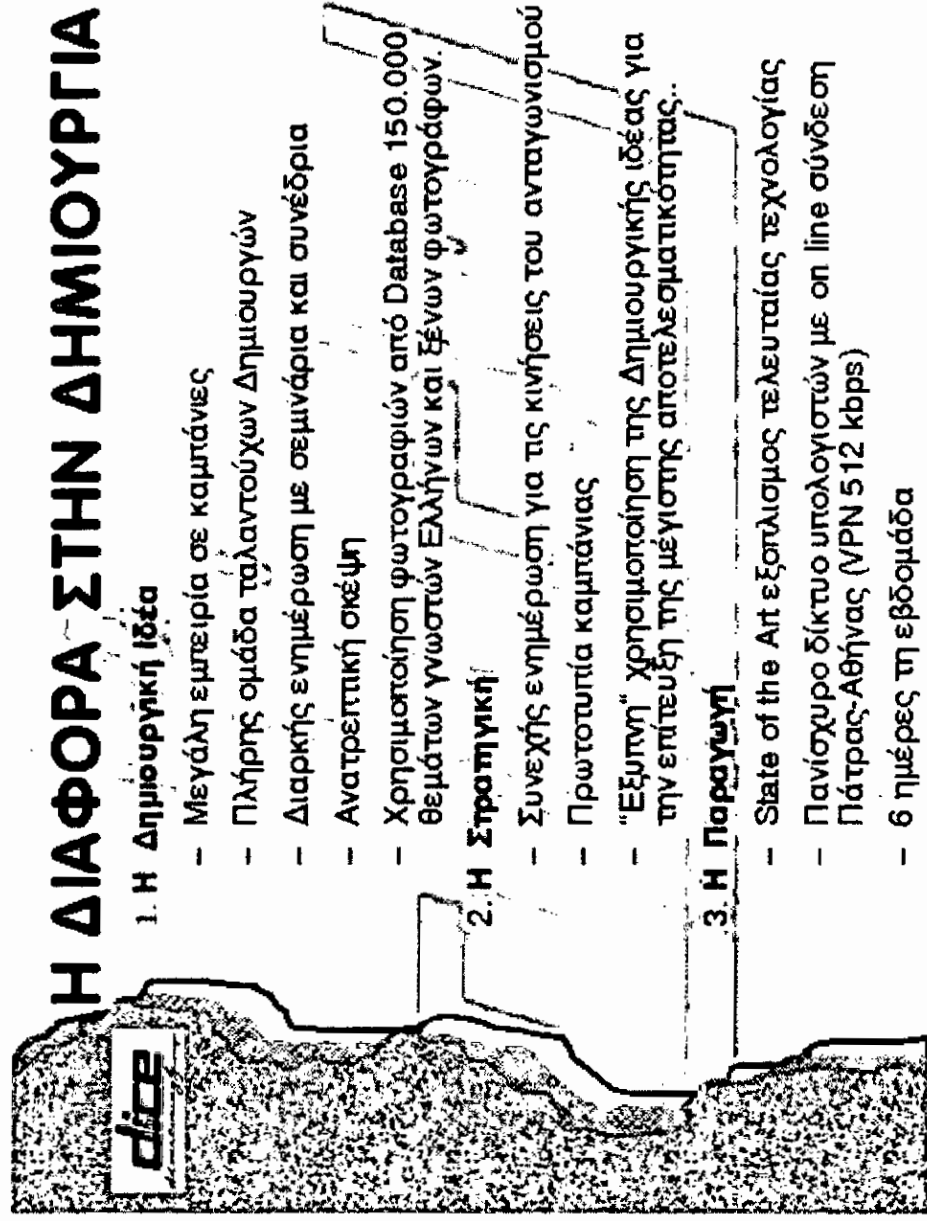 Η ΔΙΑΦΟΡΑ ΣΤΗΝ ΔΗΜΙΟΥΡΓΙΑ
dice
1. Η Δημιουργική Ιδέα
– Μεγάλη εμπειρία σε καμπάνιες
– Πλήρης ομάδα ταλαντούχων Δημιουργών
– Διαρκής ενημέρωση με σεμινάρια και συνέδρια
– Ανατρεπτική σκέψη
– Χρησιμοποίηση φωτογραφιών από Database 150.000
θεμάτων γνωστών Ελλήνων και ξένων φωτογράφων.
2. Η Στρατηγική
– Συνεχής ενημέρωση για τις κινήσεις του ανταγωνισμού
– Πρωτοτυπία καμπάνιας
– "Έξυπνη" χρησιμοποίηση της Δημιουργικής ιδέας για
την επίτευξη της μέγιστης αποτελεσματικότητας..
3. Η Παραγωγή
– State of the Art εξοπλισμος τελευταίας τεχνολογίας
– Πανίσχυρο δίκτυο υπολογιστών με on line σύνδεση
Πάτρας-Αθήνας (VPN 512 kbps)
– 6 ημέρες τη εβδομάδα